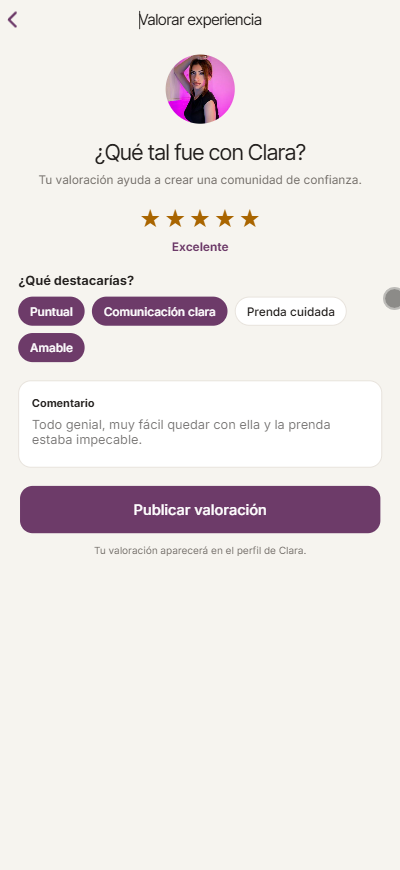 Valorar experiencia
¿Qué tal fue con Clara?
Tu valoración ayuda a crear una comunidad de confianza.
Excelente
¿Qué destacarías?
Puntual Comunicación clara Prenda cuidada
Amable
Comentario
Todo genial, muy fácil quedar con ella y la prenda
estaba impecable.
Publicar valoración
Tu valoración aparecerá en el perfil de Clara.